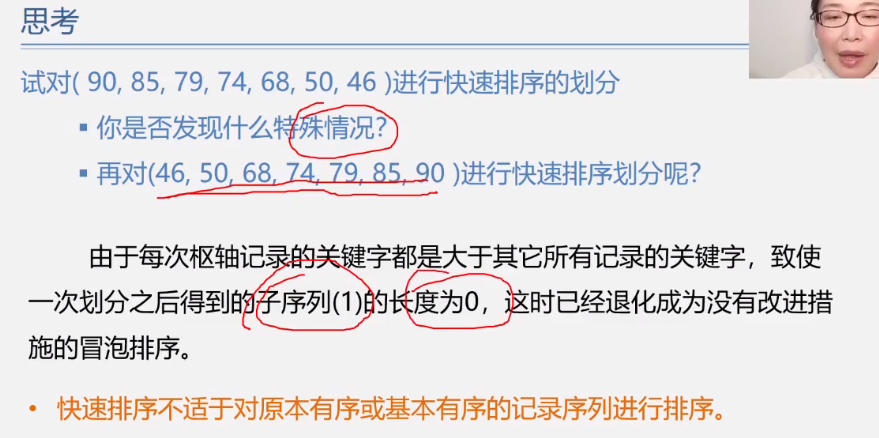 思考
试对( 90, 85, 79, 74, 68, 50, 46 )进行快速排序的划分
▪ 你是否发现什么特殊情况?
▪ 再对(46, 50, 68, 74, 79, 85, 90 )进行快速排序划分呢?
由于每次枢轴记录的关键字都是大于其它所有记录的关键字，致使
一次划分之后得到的子序列(1)的长度为0，这时已经退化成为没有改进措
施的冒泡排序。
• 快速排序不适于对原本有序或基本有序的记录序列进行排序。